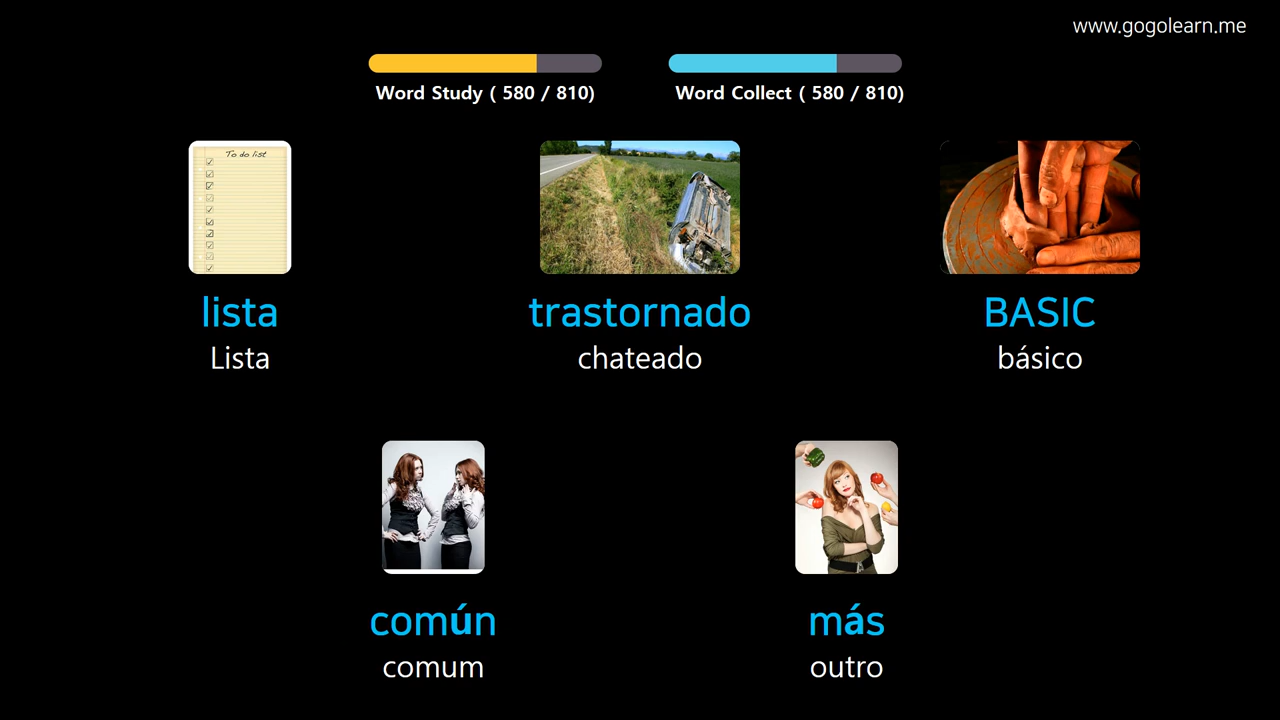 www.gogolearn.me
Word Study ( 580 / 810)
Word Collect ( 580 / 810)
To do list
lista
Lista
trastornado
chateado
BASIC
básico
común
comum
más
outro